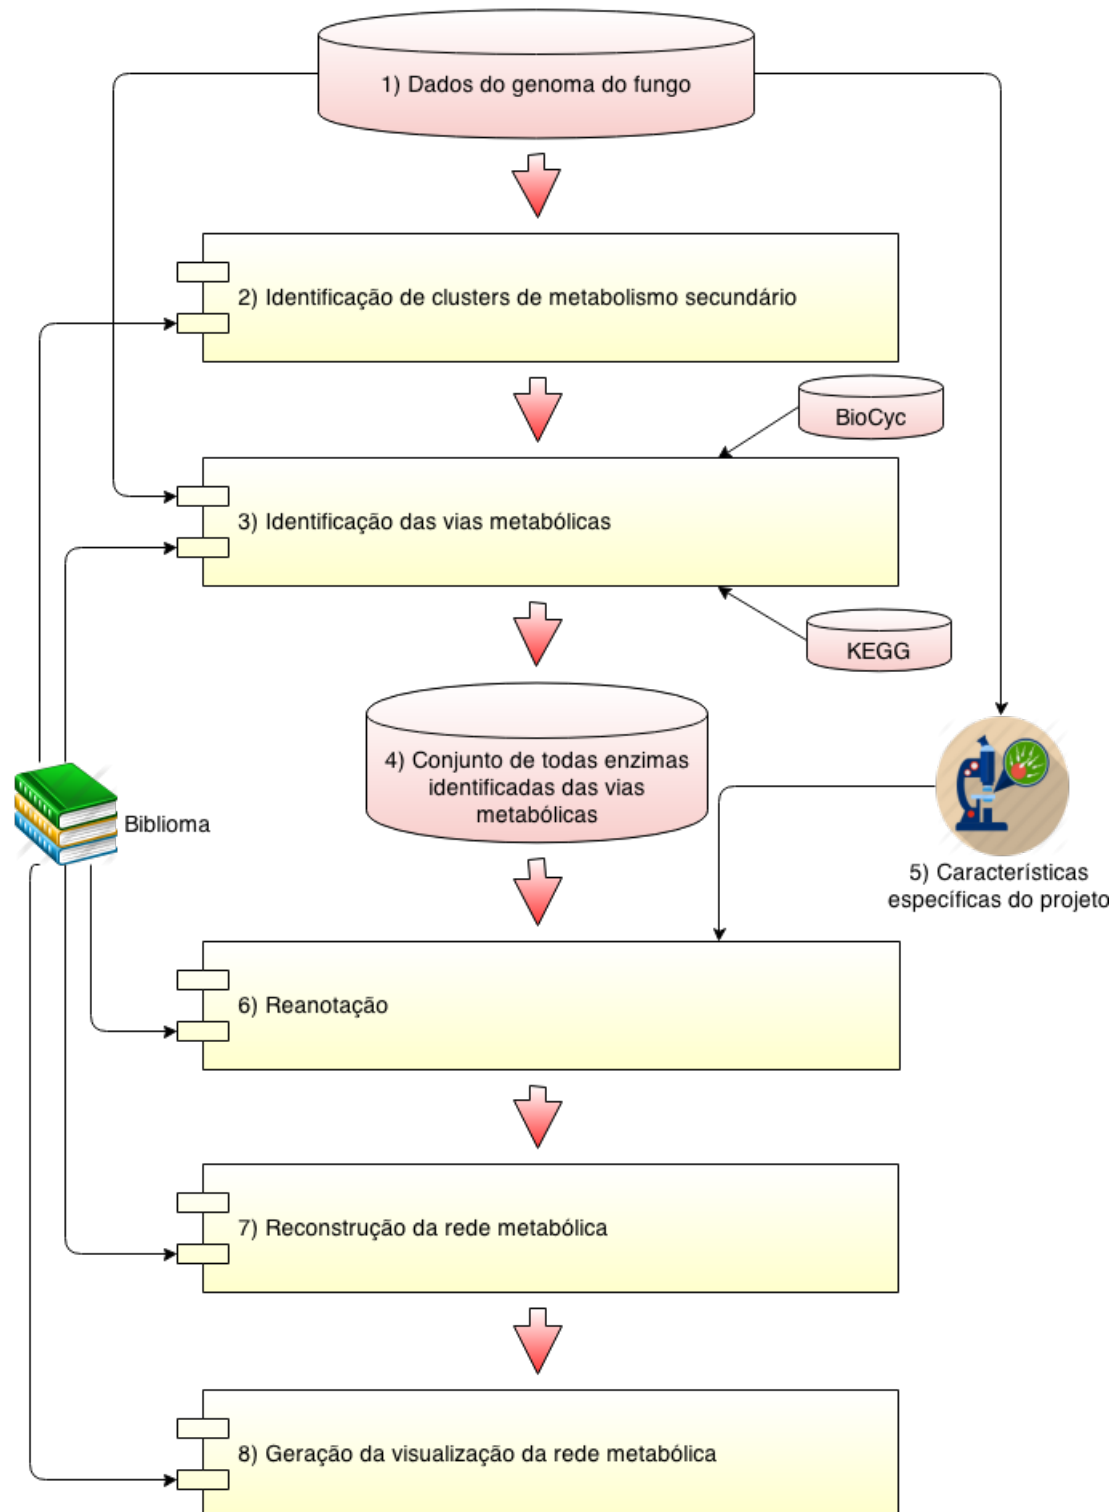 1) Dados do genoma do fungo
2) Identificação de clusters de metabolismo secundário
BioCyc
3) Identificação das vias metabólicas
KEGG
4) Conjunto de todas enzimas
identificadas das vias
metabólicas
Biblioma
5) Características
específicas do projeto
6) Reanotação
7) Reconstrução da rede metabólica
8) Geração da visualização da rede metabólica